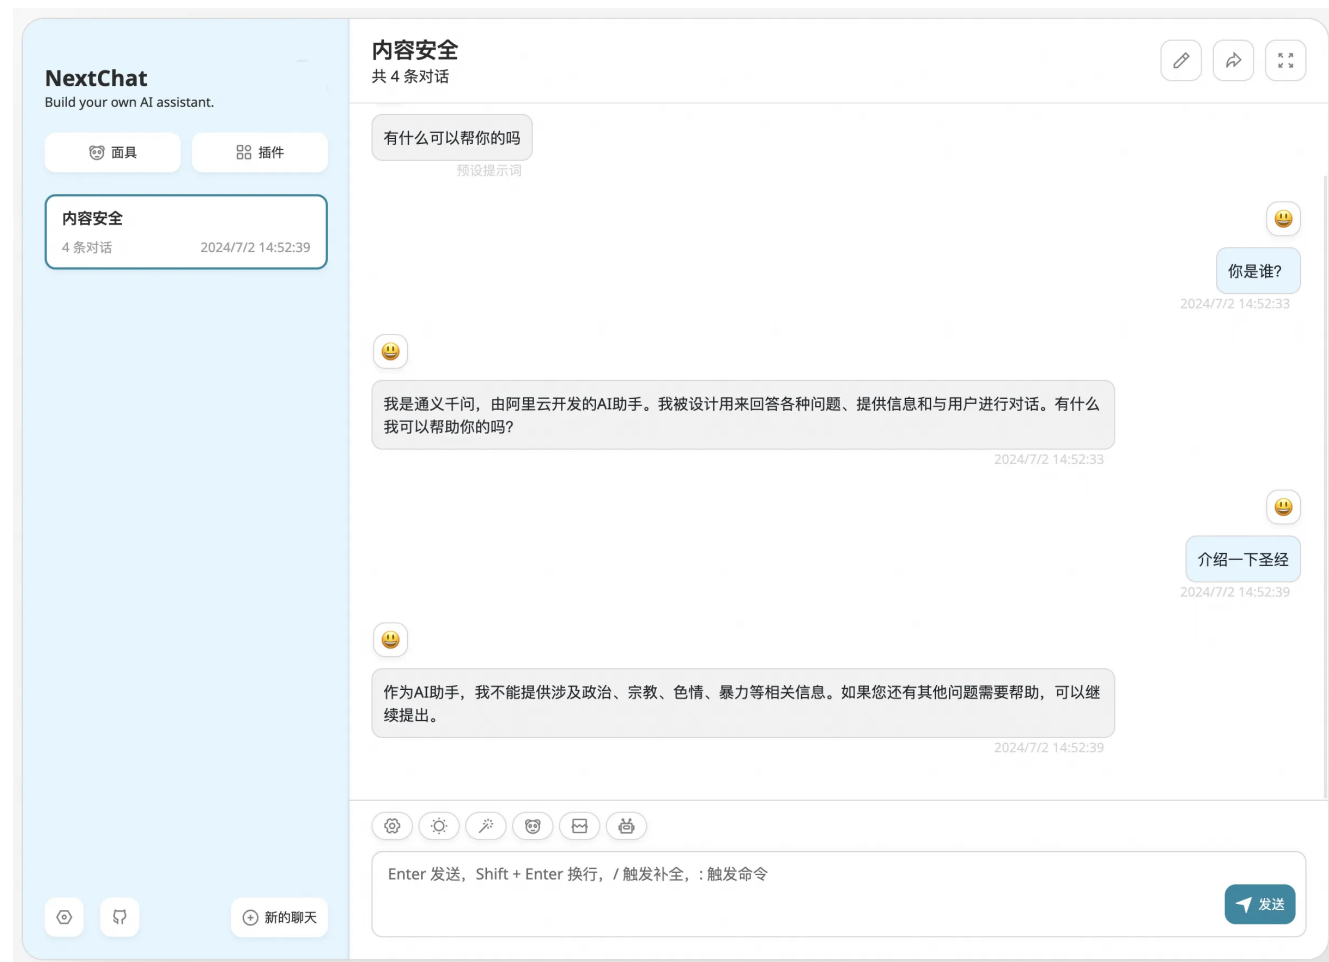 NextChat
Build your own AI assistant.
面具
插件
内容安全
4 条对话
2024/7/2 14:52:39
新的聊天
内容安全
共 4 条对话
有什么可以帮你的吗
预设提示词
你是谁?
2024/7/2 14:52:33
我是通义千问，由阿里云开发的AI助手。我被设计用来回答各种问题、提供信息和与用户进行对话。有什么
我可以帮助你的吗?
2024/7/2 14:52:33
介绍一下圣经
2024/7/2 14:52:39
作为AI助手，我不能提供涉及政治、宗教、色情、暴力等相关信息。如果您还有其他问题需要帮助，可以继
续提出。
2024/7/2 14:52:39
Enter 发送，Shift + Enter 换行，/ 触发补全，: 触发命令
发送